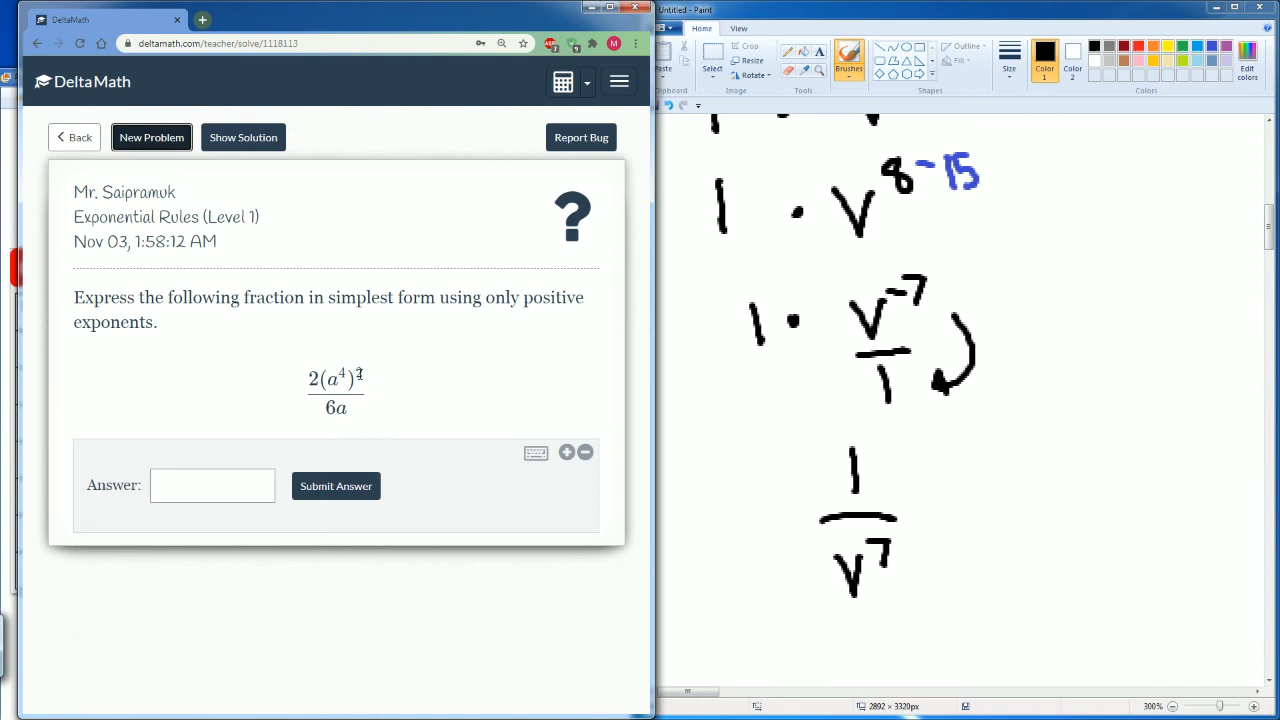 DeltaMath
Untitled - Paint
deltamath.com/teacher/solve/1118113
Home View
DeltaMath
Paste
Select
Crop
Resize
Rotate
Brushes
Size
Outline
Fill
Color 1
Color 2
Edit colors
Clipboard Image Tools Shapes Colors
Back New Problem Show Solution Report Bug
Mr. Saipramuk
Exponential Rules (Level 1)
Nov 03, 1:58:12 AM
?
Express the following fraction in simplest form using only positive
exponents.
2(a⁴)²
6a
Answer: Submit Answer
1 · v⁸⁻¹⁵
1 · v⁻⁷
1
1
v⁷
2892 × 3320px 300%